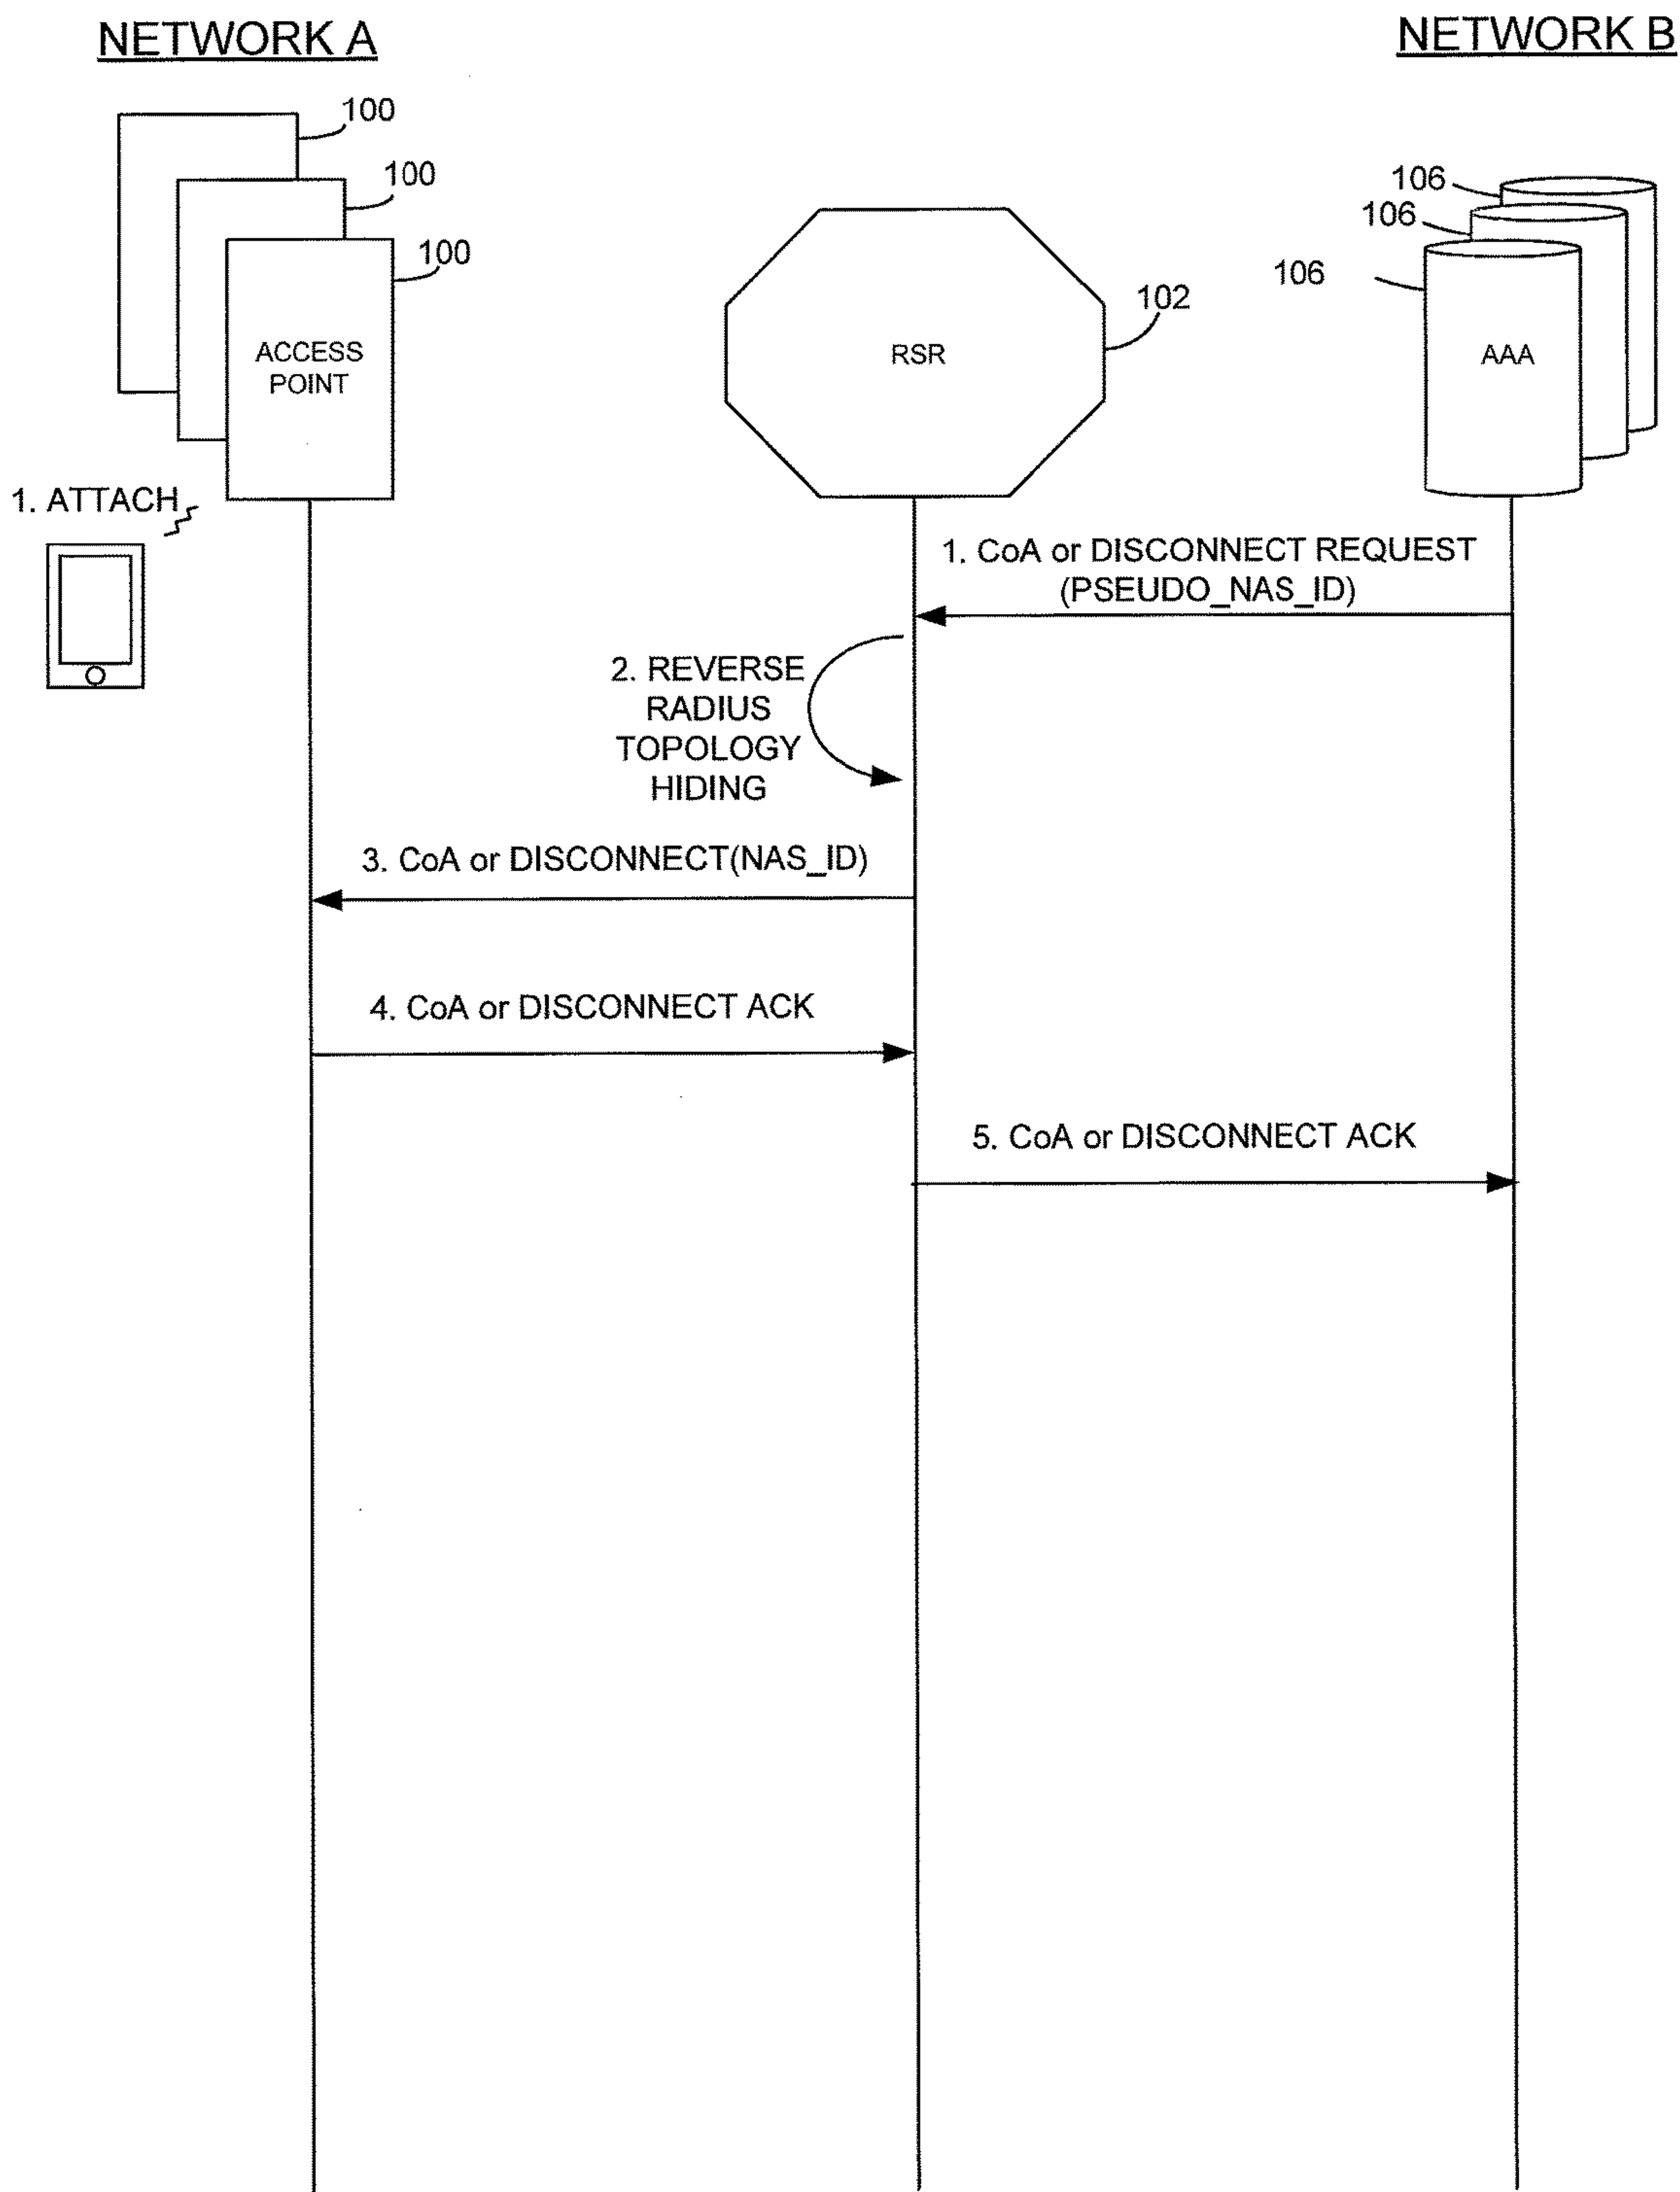 NETWORK A
NETWORK B
100
100
100
106
106
106
102
ACCESS
POINT
RSR
AAA
1. ATTACH
1. CoA or DISCONNECT REQUEST
(PSEUDO_NAS_ID)
2. REVERSE
RADIUS
TOPOLOGY
HIDING
3. CoA or DISCONNECT(NAS_ID)
4. CoA or DISCONNECT ACK
5. CoA or DISCONNECT ACK